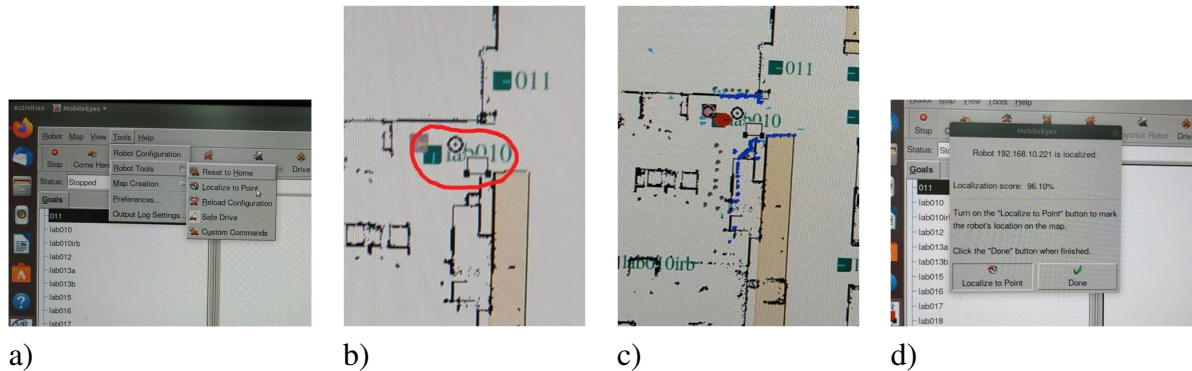 Activities MobileEyes
Robot Map View Tools Help
Stop
Come Here
Drive
Status: Stopped
Robot Configuration
Robot Tools
Map Creation
Preferences...
Output Log Settings...
Reset to Home
Localize to Point
Reload Configuration
Safe Drive
Custom Commands
Goals
011
lab010
lab010irb
lab012
lab013a
lab013b
lab015
lab016
lab017
a)
011
lab010
b)
011
lab010
lab010irb
c)
Robot Map View Tools Help
Stop
Joystick Robot
Drive
Status:
MobileEyes
Robot 192.168.10.221 is localized.
Localization score: 96.10%
Turn on the "Localize to Point" button to mark
the robot's location on the map.
Click the "Done" button when finished.
Localize to Point
Done
Goals
011
lab010
lab012
lab013a
lab013b
lab015
lab016
lab017
lab018
d)